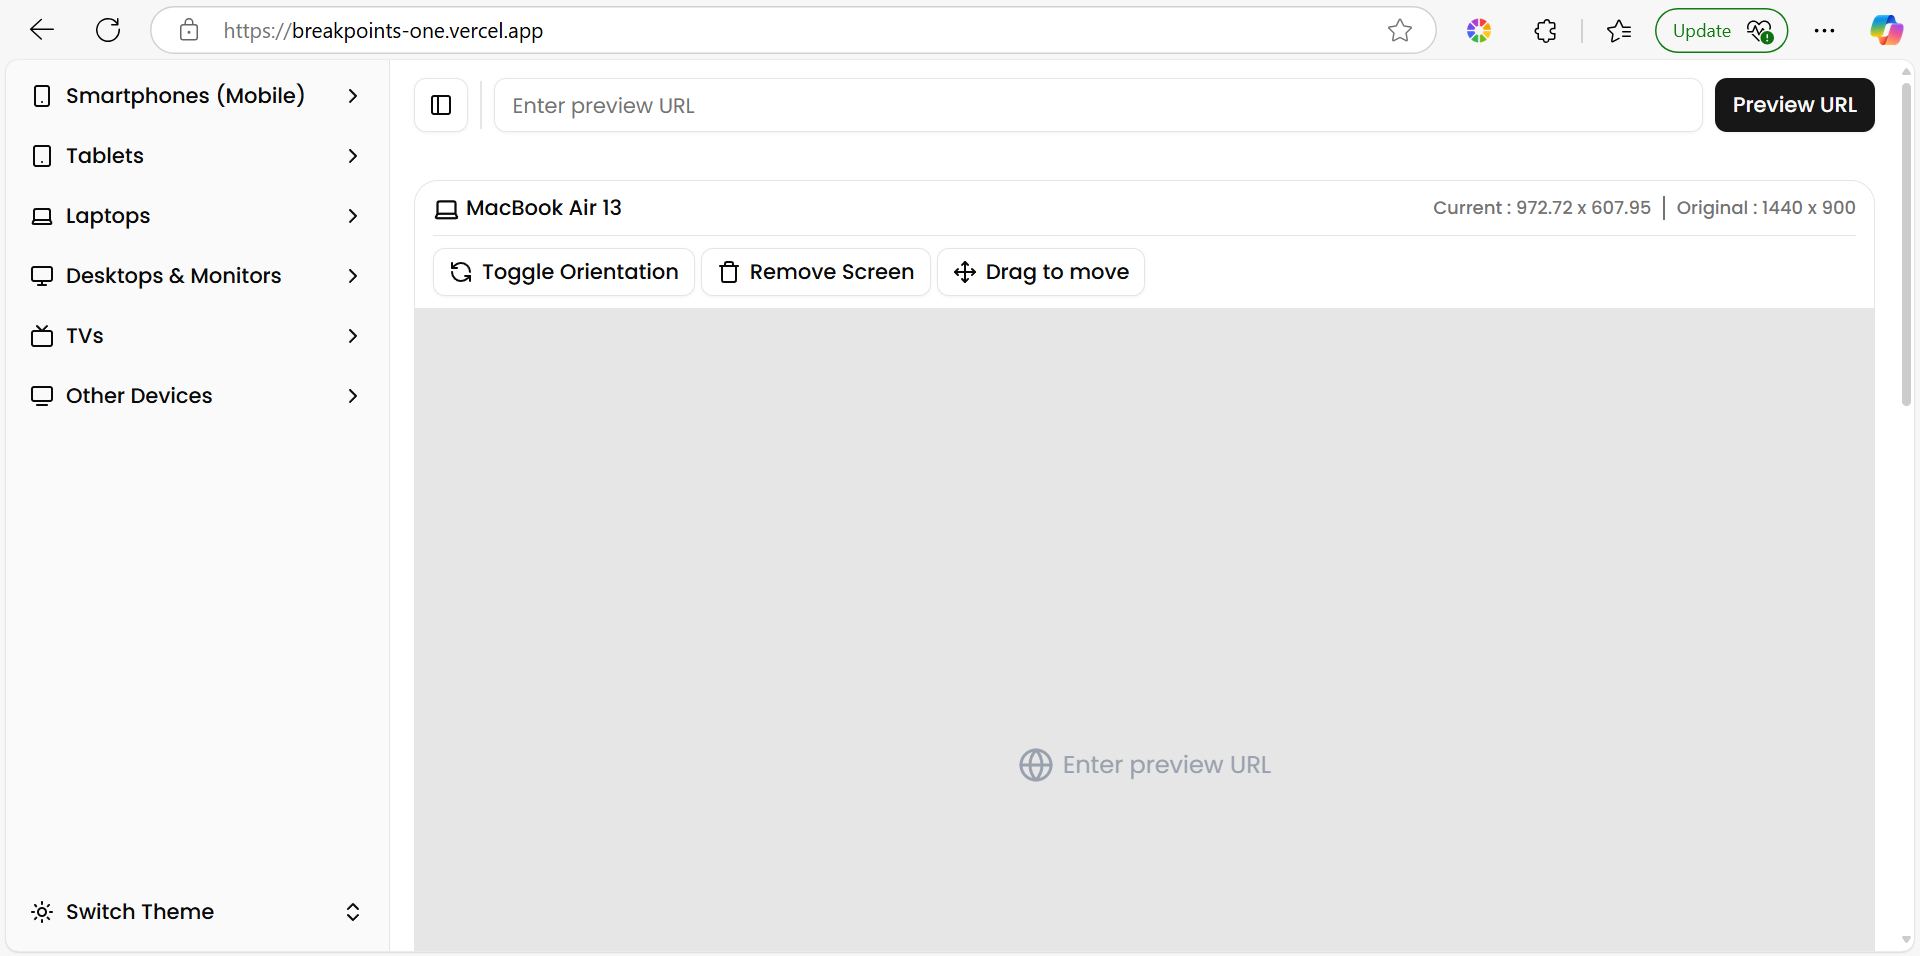 https://breakpoints-one.vercel.app
Update
Smartphones (Mobile)
Tablets
Laptops
Desktops & Monitors
TVs
Other Devices
Switch Theme
Enter preview URL
Preview URL
MacBook Air 13
Current : 972.72 x 607.95
Original : 1440 x 900
Toggle Orientation
Remove Screen
Drag to move
Enter preview URL